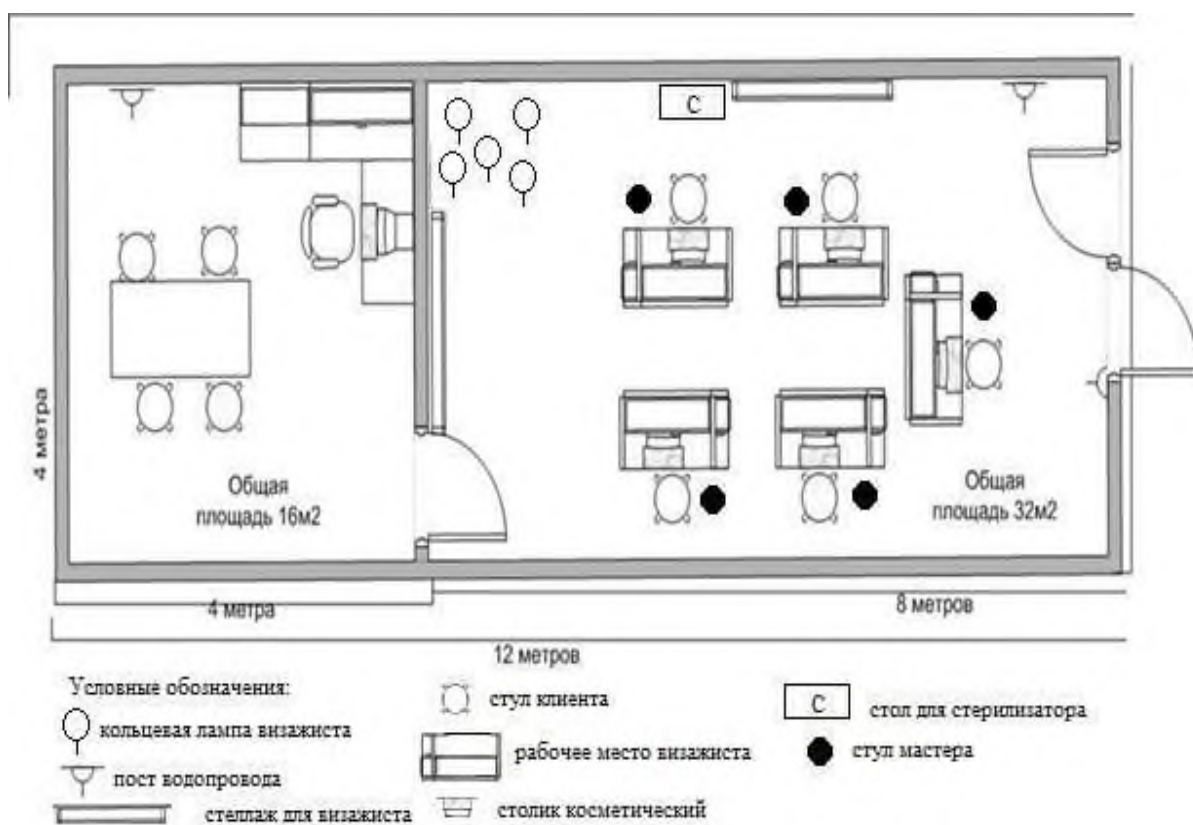 С
4 метра
Общая
площадь 16м2
Общая
площадь 32м2
4 метра
8 метров
12 метров
Условные обозначения:
кольцевая лампа визажиста
пост водопровода
стеллаж для визажиста
стул клиента
рабочее место визажиста
столик косметический
С
стол для стерилизатора
стул мастера